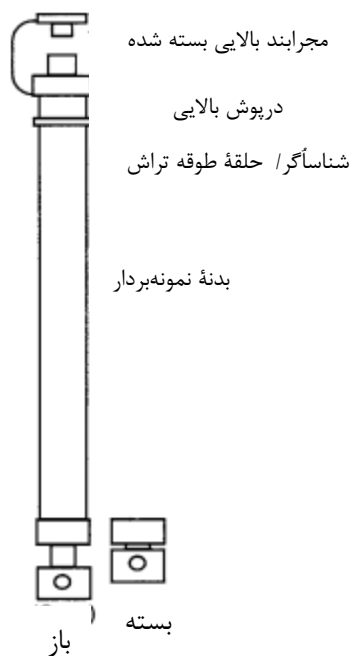 مجرابند بالایی بسته شده
درپوش بالایی
شناساگر/ حلقهٔ طوقه تراش
بدنهٔ نمونه‌بردار
بسته
باز